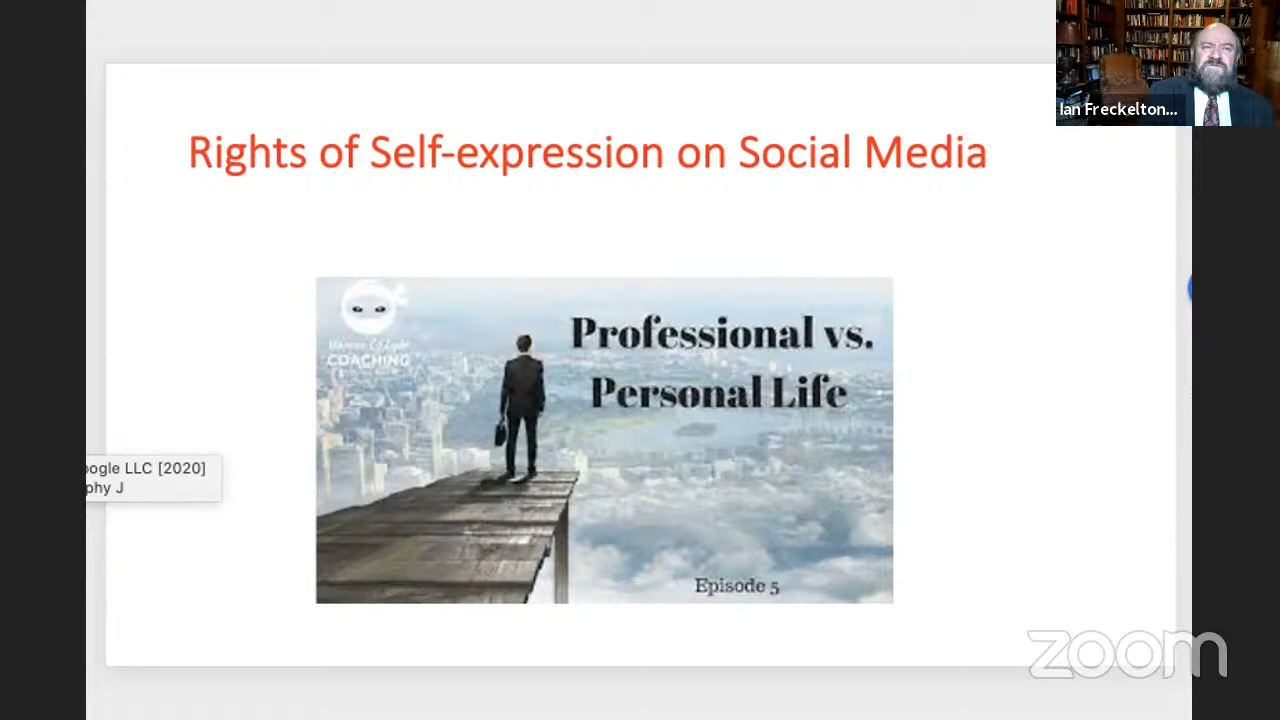 Ian Freckelton...
Rights of Self-expression on Social Media
COACHING
Professional vs.
Personal Life
oogle LLC [2020]
phy J
Episode 5
zoom